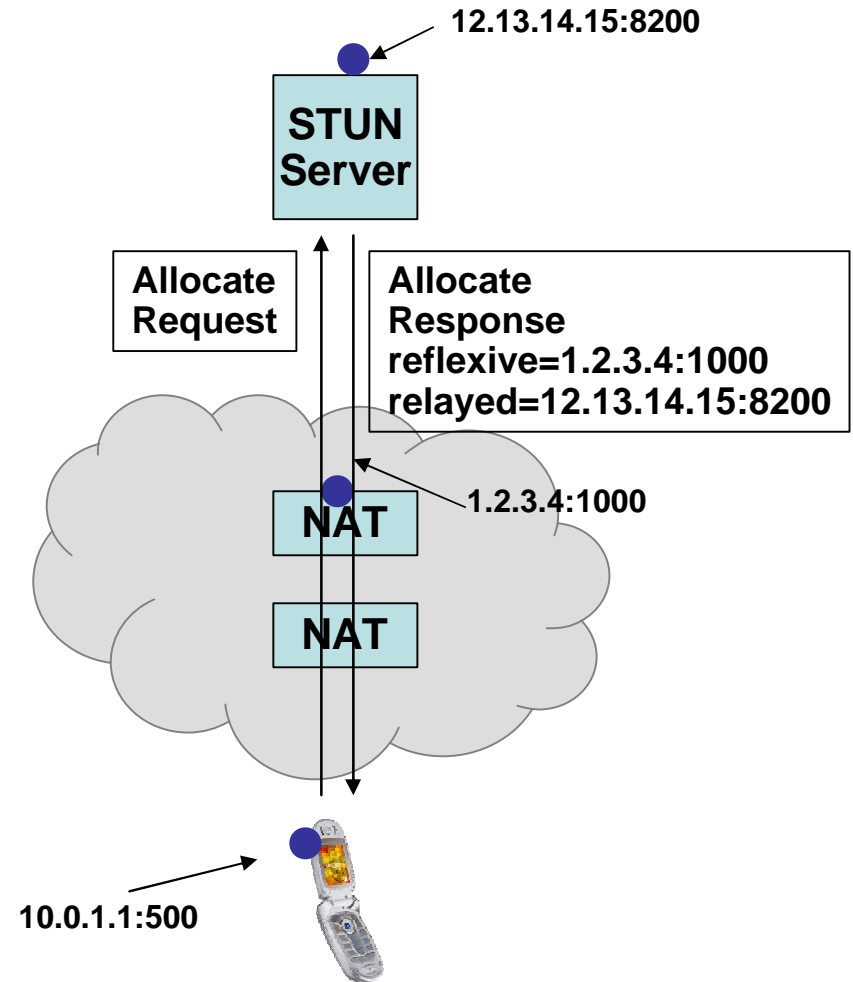 12.13.14.15:8200
STUN
Server
Allocate
Request
Allocate
Response
reflexive=1.2.3.4:1000
relayed=12.13.14.15:8200
1.2.3.4:1000
NAT
NAT
10.0.1.1:500